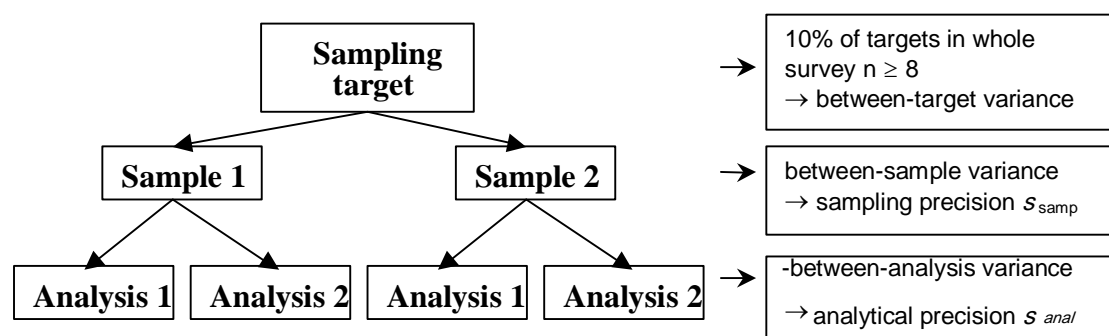 Sampling
target
10% of targets in whole
survey n ≥ 8
→ between-target variance
Sample 1
Sample 2
between-sample variance
→ sampling precision s samp
Analysis 1
Analysis 2
Analysis 1
Analysis 2
-between-analysis variance
→ analytical precision s anal